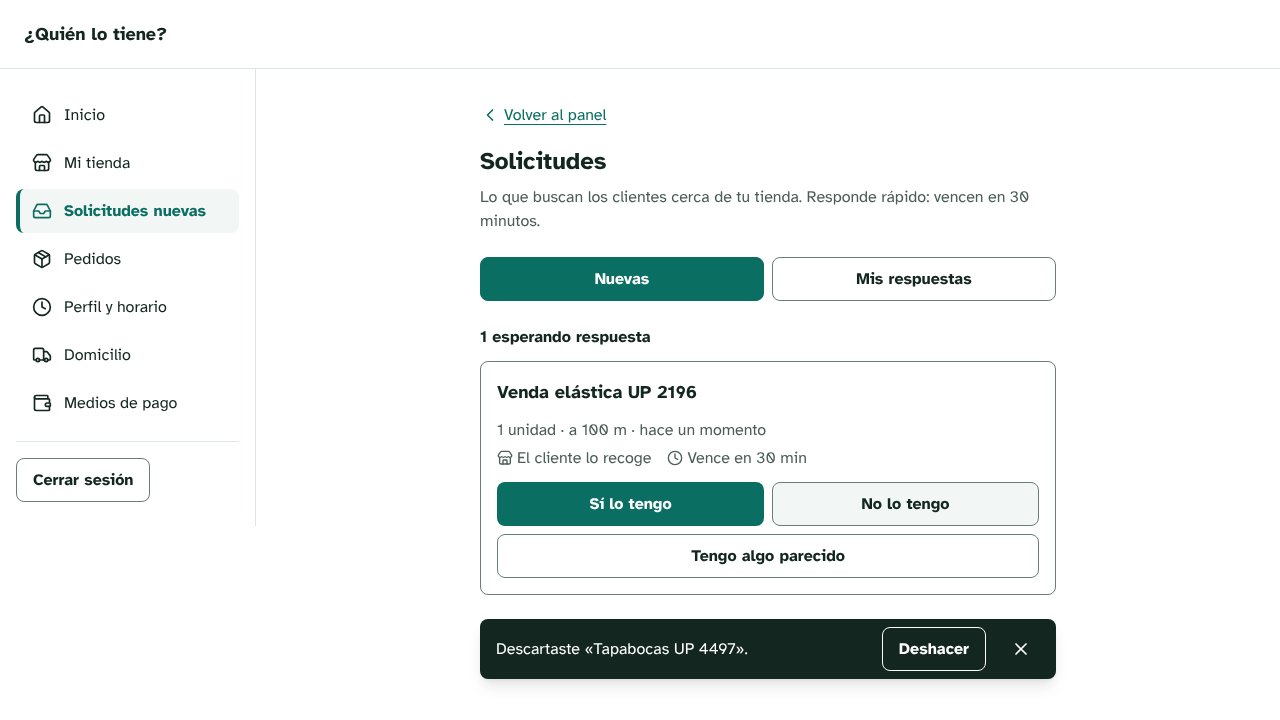 ¿Quién lo tiene?
Inicio
Mi tienda
Solicitudes nuevas
Pedidos
Perfil y horario
Domicilio
Medios de pago
Cerrar sesión
Volver al panel
Solicitudes
Lo que buscan los clientes cerca de tu tienda. Responde rápido: vencen en 30
minutos.
Nuevas
Mis respuestas
1 esperando respuesta
Venda elástica UP 2196
1 unidad · a 100 m · hace un momento
El cliente lo recoge
Vence en 30 min
Sí lo tengo
No lo tengo
Tengo algo parecido
Descartaste «Tapabocas UP 4497».
Deshacer